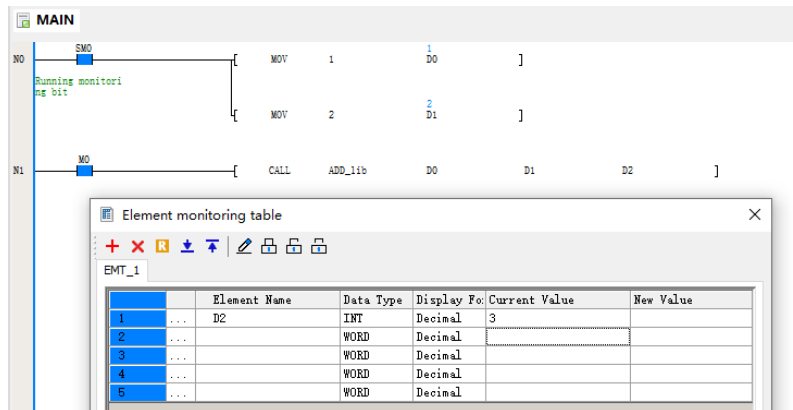 MAIN
SM0
1
N0 [ MOV 1 D0 ]
Running monitori
ng bit
2
[ MOV 2 D1 ]
M0
N1 [ CALL ADD_lib D0 D1 D2 ]
Element monitoring table
R
EMT_1
Element Name Data Type Display Fo: Current Value New Value
1 ... D2 INT Decimal 3
2 ... WORD Decimal
3 ... WORD Decimal
4 ... WORD Decimal
5 ... WORD Decimal